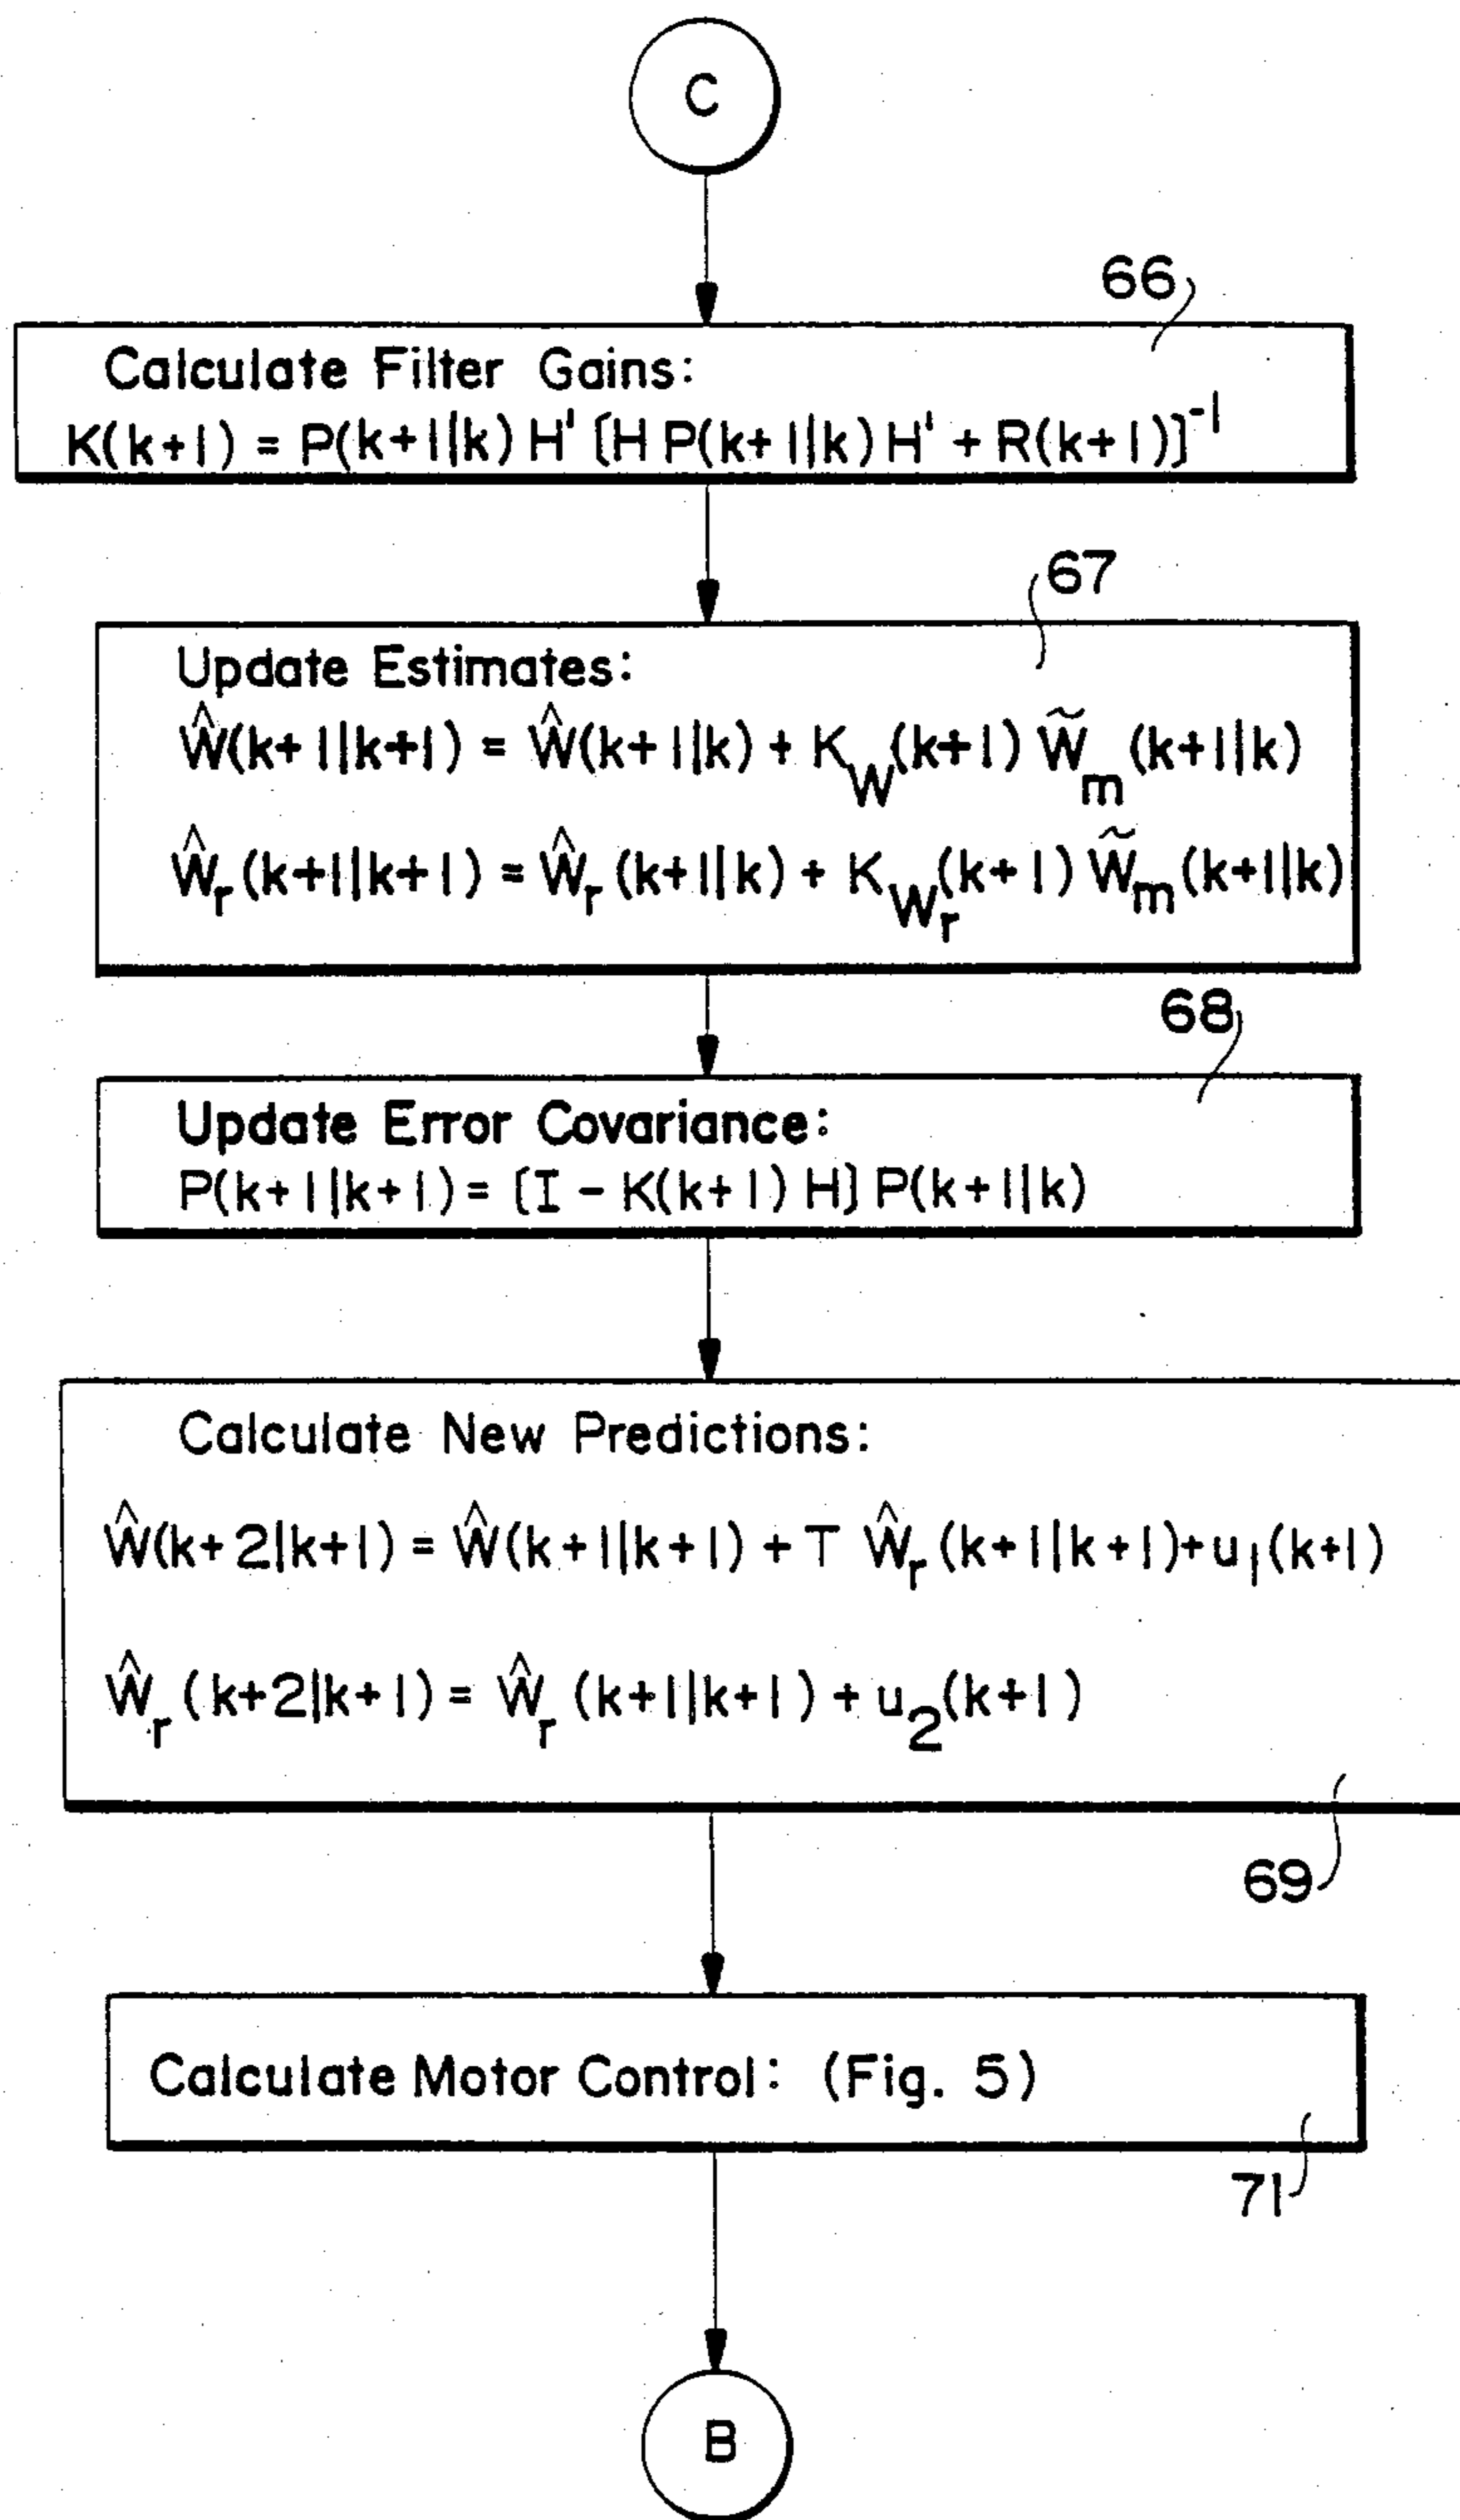 C
66
Calculate Filter Gains:
K(k+1) = P(k+1|k) H' [H P(k+1|k) H' + R(k+1)]⁻¹
67
Update Estimates:
Ŵ(k+1|k+1) = Ŵ(k+1|k) + K_W(k+1) W̃_m (k+1|k)
Ŵ_r (k+1|k+1) = Ŵ_r (k+1|k) + K_W_r(k+1) W̃_m (k+1|k)
68
Update Error Covariance:
P(k+1|k+1) = [I - K(k+1) H] P(k+1|k)
Calculate New Predictions:
Ŵ(k+2|k+1) = Ŵ(k+1|k+1) + T Ŵ_r (k+1|k+1) + u₁(k+1)
Ŵ_r (k+2|k+1) = Ŵ_r (k+1|k+1) + u₂(k+1)
69
Calculate Motor Control: (Fig. 5)
71
B